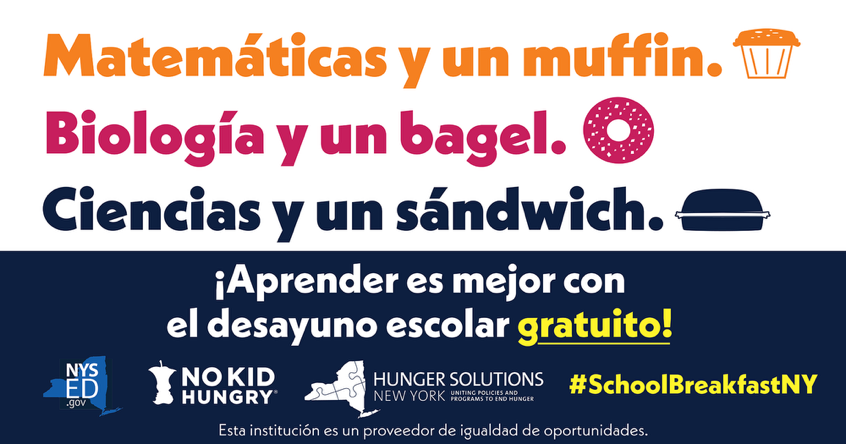 Matemáticas y un muffin.
Biología y un bagel.
Ciencias y un sándwich.
¡Aprender es mejor con
el desayuno escolar gratuito!
NYS
ED
.gov
NO KID
HUNGRY®
HUNGER SOLUTIONS
NEW YORK
UNITING POLICIES AND
PROGRAMS TO END HUNGER
#SchoolBreakfastNY
Esta institución es un proveedor de igualdad de oportunidades.